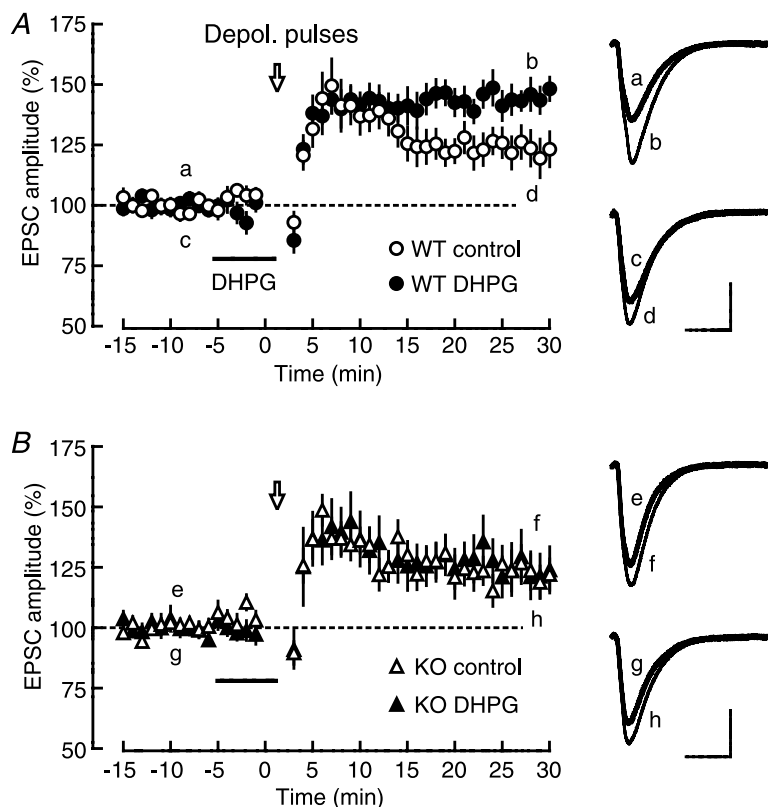 A
Depol. pulses
175
150
125
100
75
50
EPSC amplitude (%)
a
c
b
d
DHPG
WT control
WT DHPG
-15 -10 -5 0 5 10 15 20 25 30
Time (min)
a
b
c
d
B
175
150
125
100
75
50
EPSC amplitude (%)
e
g
f
h
KO control
KO DHPG
-15 -10 -5 0 5 10 15 20 25 30
Time (min)
e
f
g
h